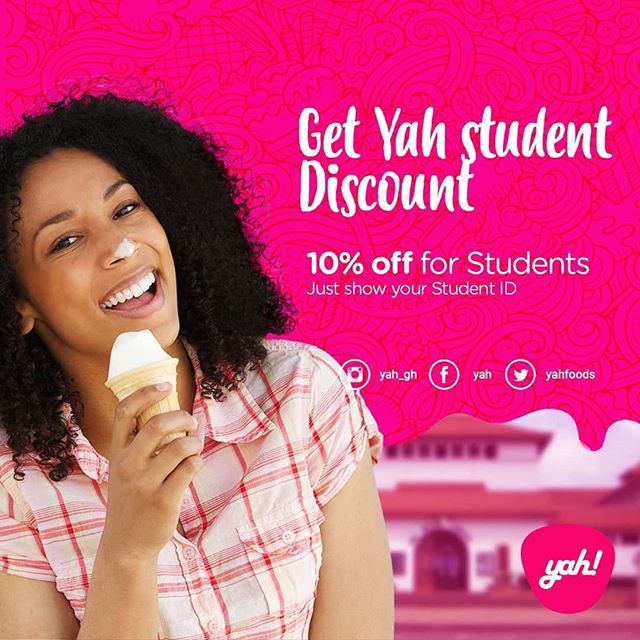 Get Yah student
Discount
10% off for Students
Just show your Student ID
yah_gh yah yahfoods
yah!